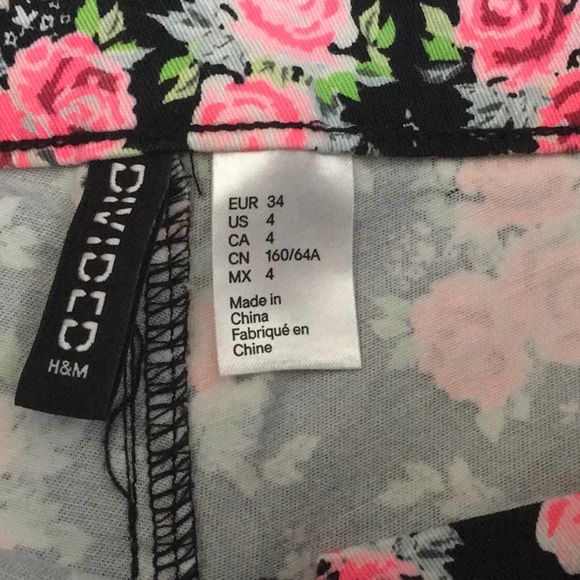 DIVIDED
H&M
EUR 34
US 4
CA 4
CN 160/64A
MX 4
Made in
China
Fabriqué en
Chine